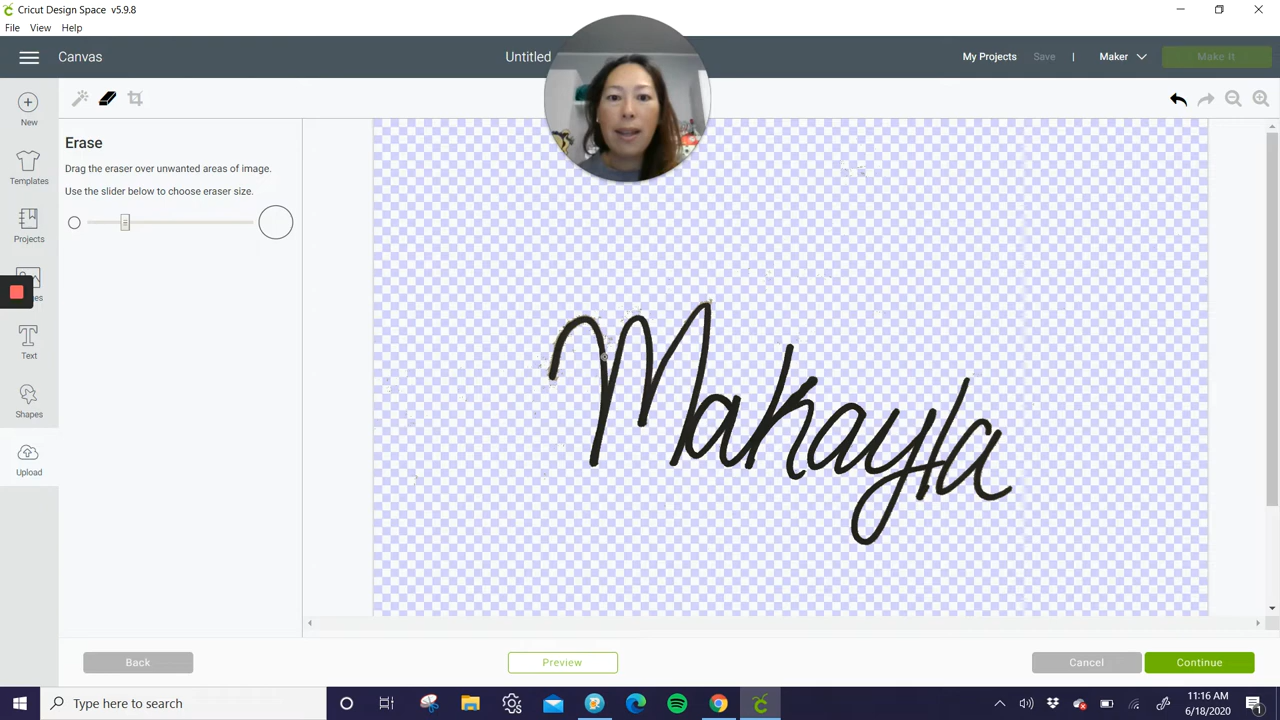 Cricut Design Space v5.9.8
File View Help
Canvas
Untitled
My Projects Save | Maker Make It
New
Templates
Projects
Text
Shapes
Upload
Erase
Drag the eraser over unwanted areas of image.
Use the slider below to choose eraser size.
Makayla
Back
Preview
Cancel
Continue
Type here to search
11:16 AM
6/18/2020
1